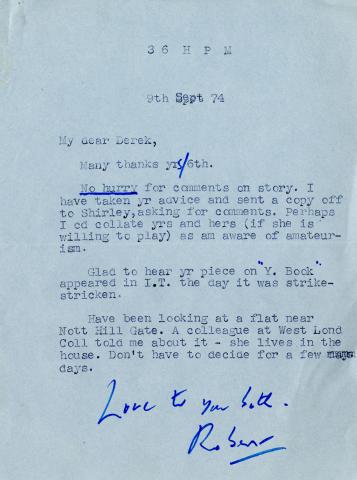 36 H P M
9th Sept 74
My dear Derek,
Many thanks yrs/6th.
No hurry for comments on story. I
have taken yr advice and sent a copy off
to Shirley,asking for comments. Perhaps
I cd collate yrs and hers (if she is
willing to play) as am aware of amateur-
ism.
Glad to hear yr piece on "Y. Book"
appeared in I.T. the day it was strike-
stricken.
Have been looking at a flat near
Nott Hill Gate. A colleague at West Lond
Coll told me about it - she lives in the
house. Don't have to decide for a few
days.
Love to you both.
Robert